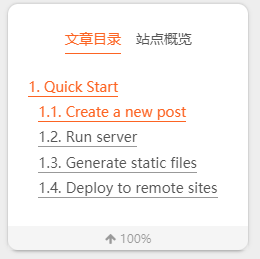 文章目录 站点概览
1. Quick Start
1.1. Create a new post
1.2. Run server
1.3. Generate static files
1.4. Deploy to remote sites
100%